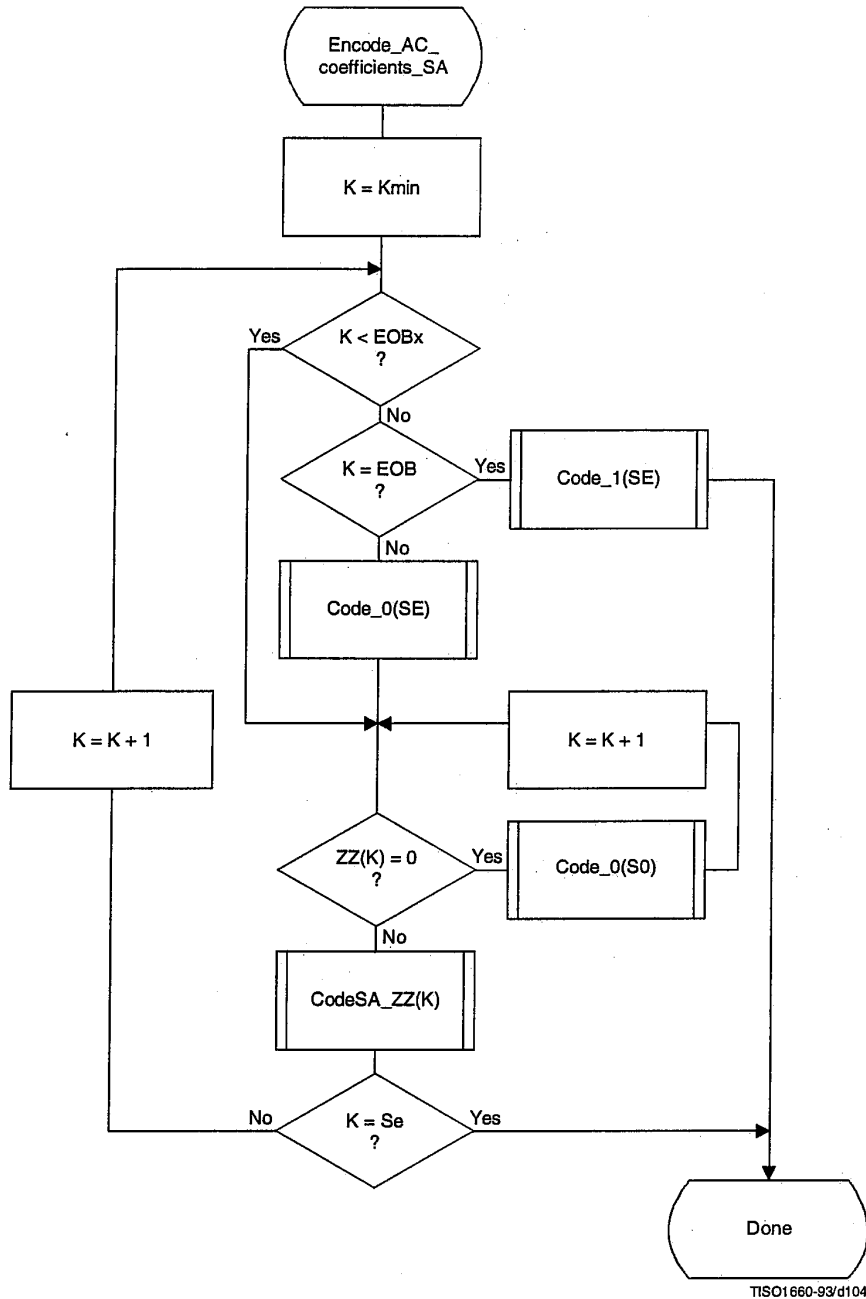 Encode_AC_
coefficients_SA
K = Kmin
Yes
K < EOBx
?
No
K = EOB
?
Yes
Code_1(SE)
No
Code_0(SE)
K = K + 1
K = K + 1
ZZ(K) = 0
?
Yes
Code_0(S0)
No
CodeSA_ZZ(K)
No
K = Se
?
Yes
Done
TISO1660-93/d104